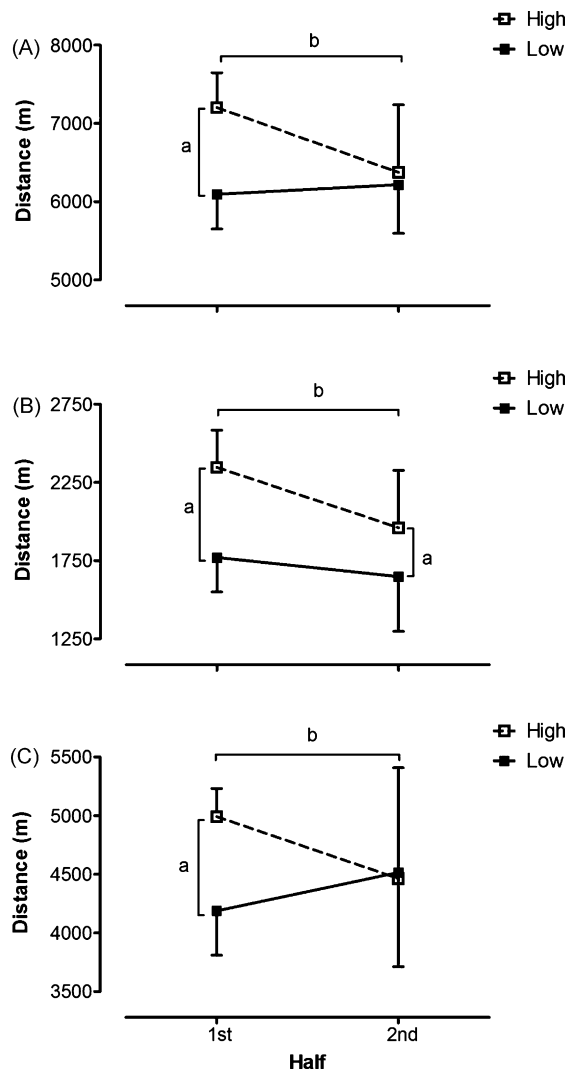 High
(A) 8000
b
Low
7000
a
6000
5000
Distance (m)
High
(B) 2750
b
Low
2250
a
1750
a
1250
Distance (m)
High
(C) 5500
b
Low
5000
4500
a
4000
3500
Distance (m)
1st 2nd
Half